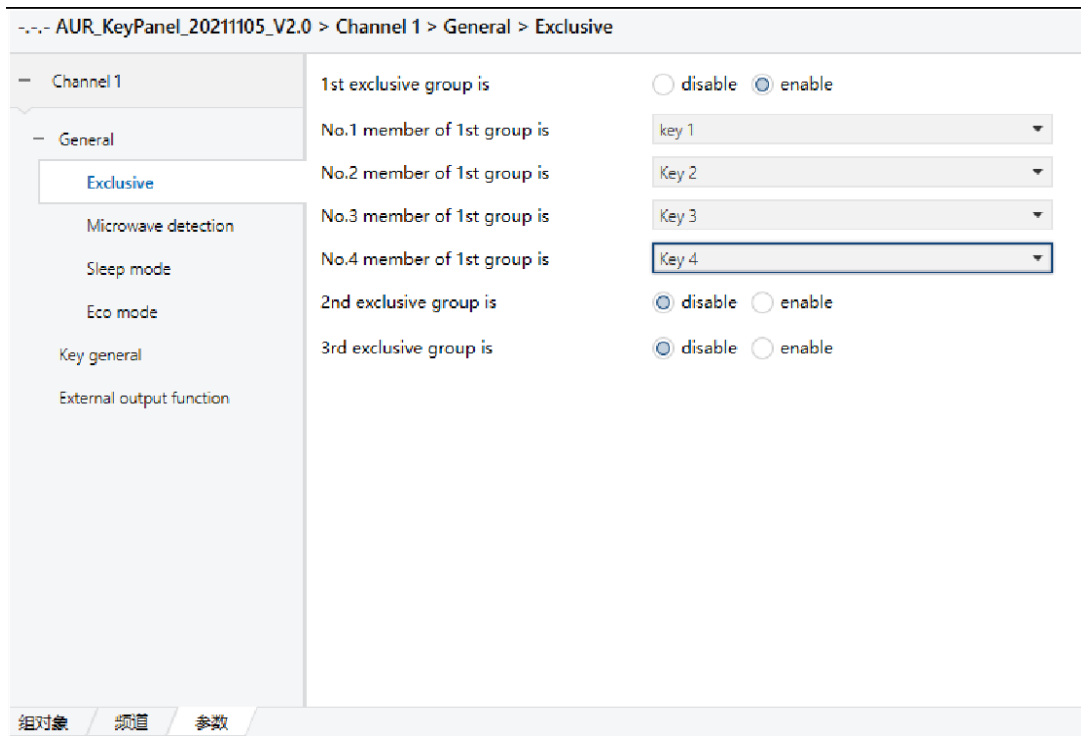 -.-.- AUR_KeyPanel_20211105_V2.0 > Channel 1 > General > Exclusive
Channel 1
General
Exclusive
Microwave detection
Sleep mode
Eco mode
Key general
External output function
1st exclusive group is disable enable
No.1 member of 1st group is key 1
No.2 member of 1st group is Key 2
No.3 member of 1st group is Key 3
No.4 member of 1st group is Key 4
2nd exclusive group is disable enable
3rd exclusive group is disable enable
组对象 频道 参数